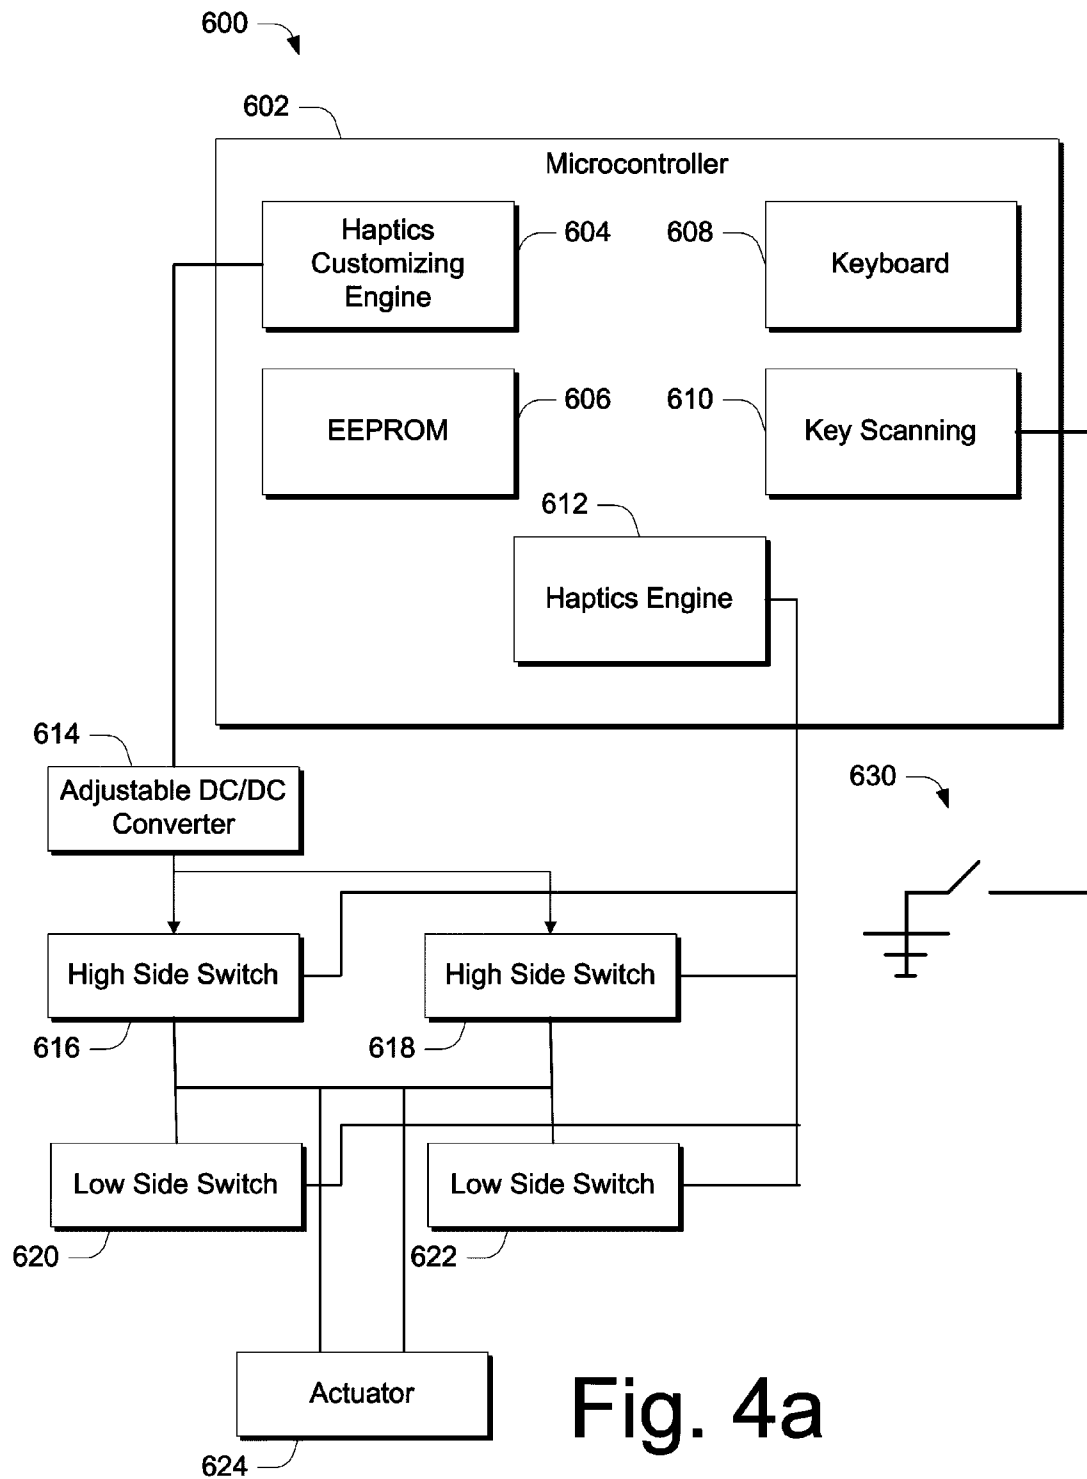 600
602
Microcontroller
Haptics
Customizing
Engine
604
608
Keyboard
EEPROM
606
610
Key Scanning
612
Haptics Engine
614
Adjustable DC/DC
Converter
630
High Side Switch
High Side Switch
616
618
Low Side Switch
Low Side Switch
620
622
Actuator
624
Fig. 4a